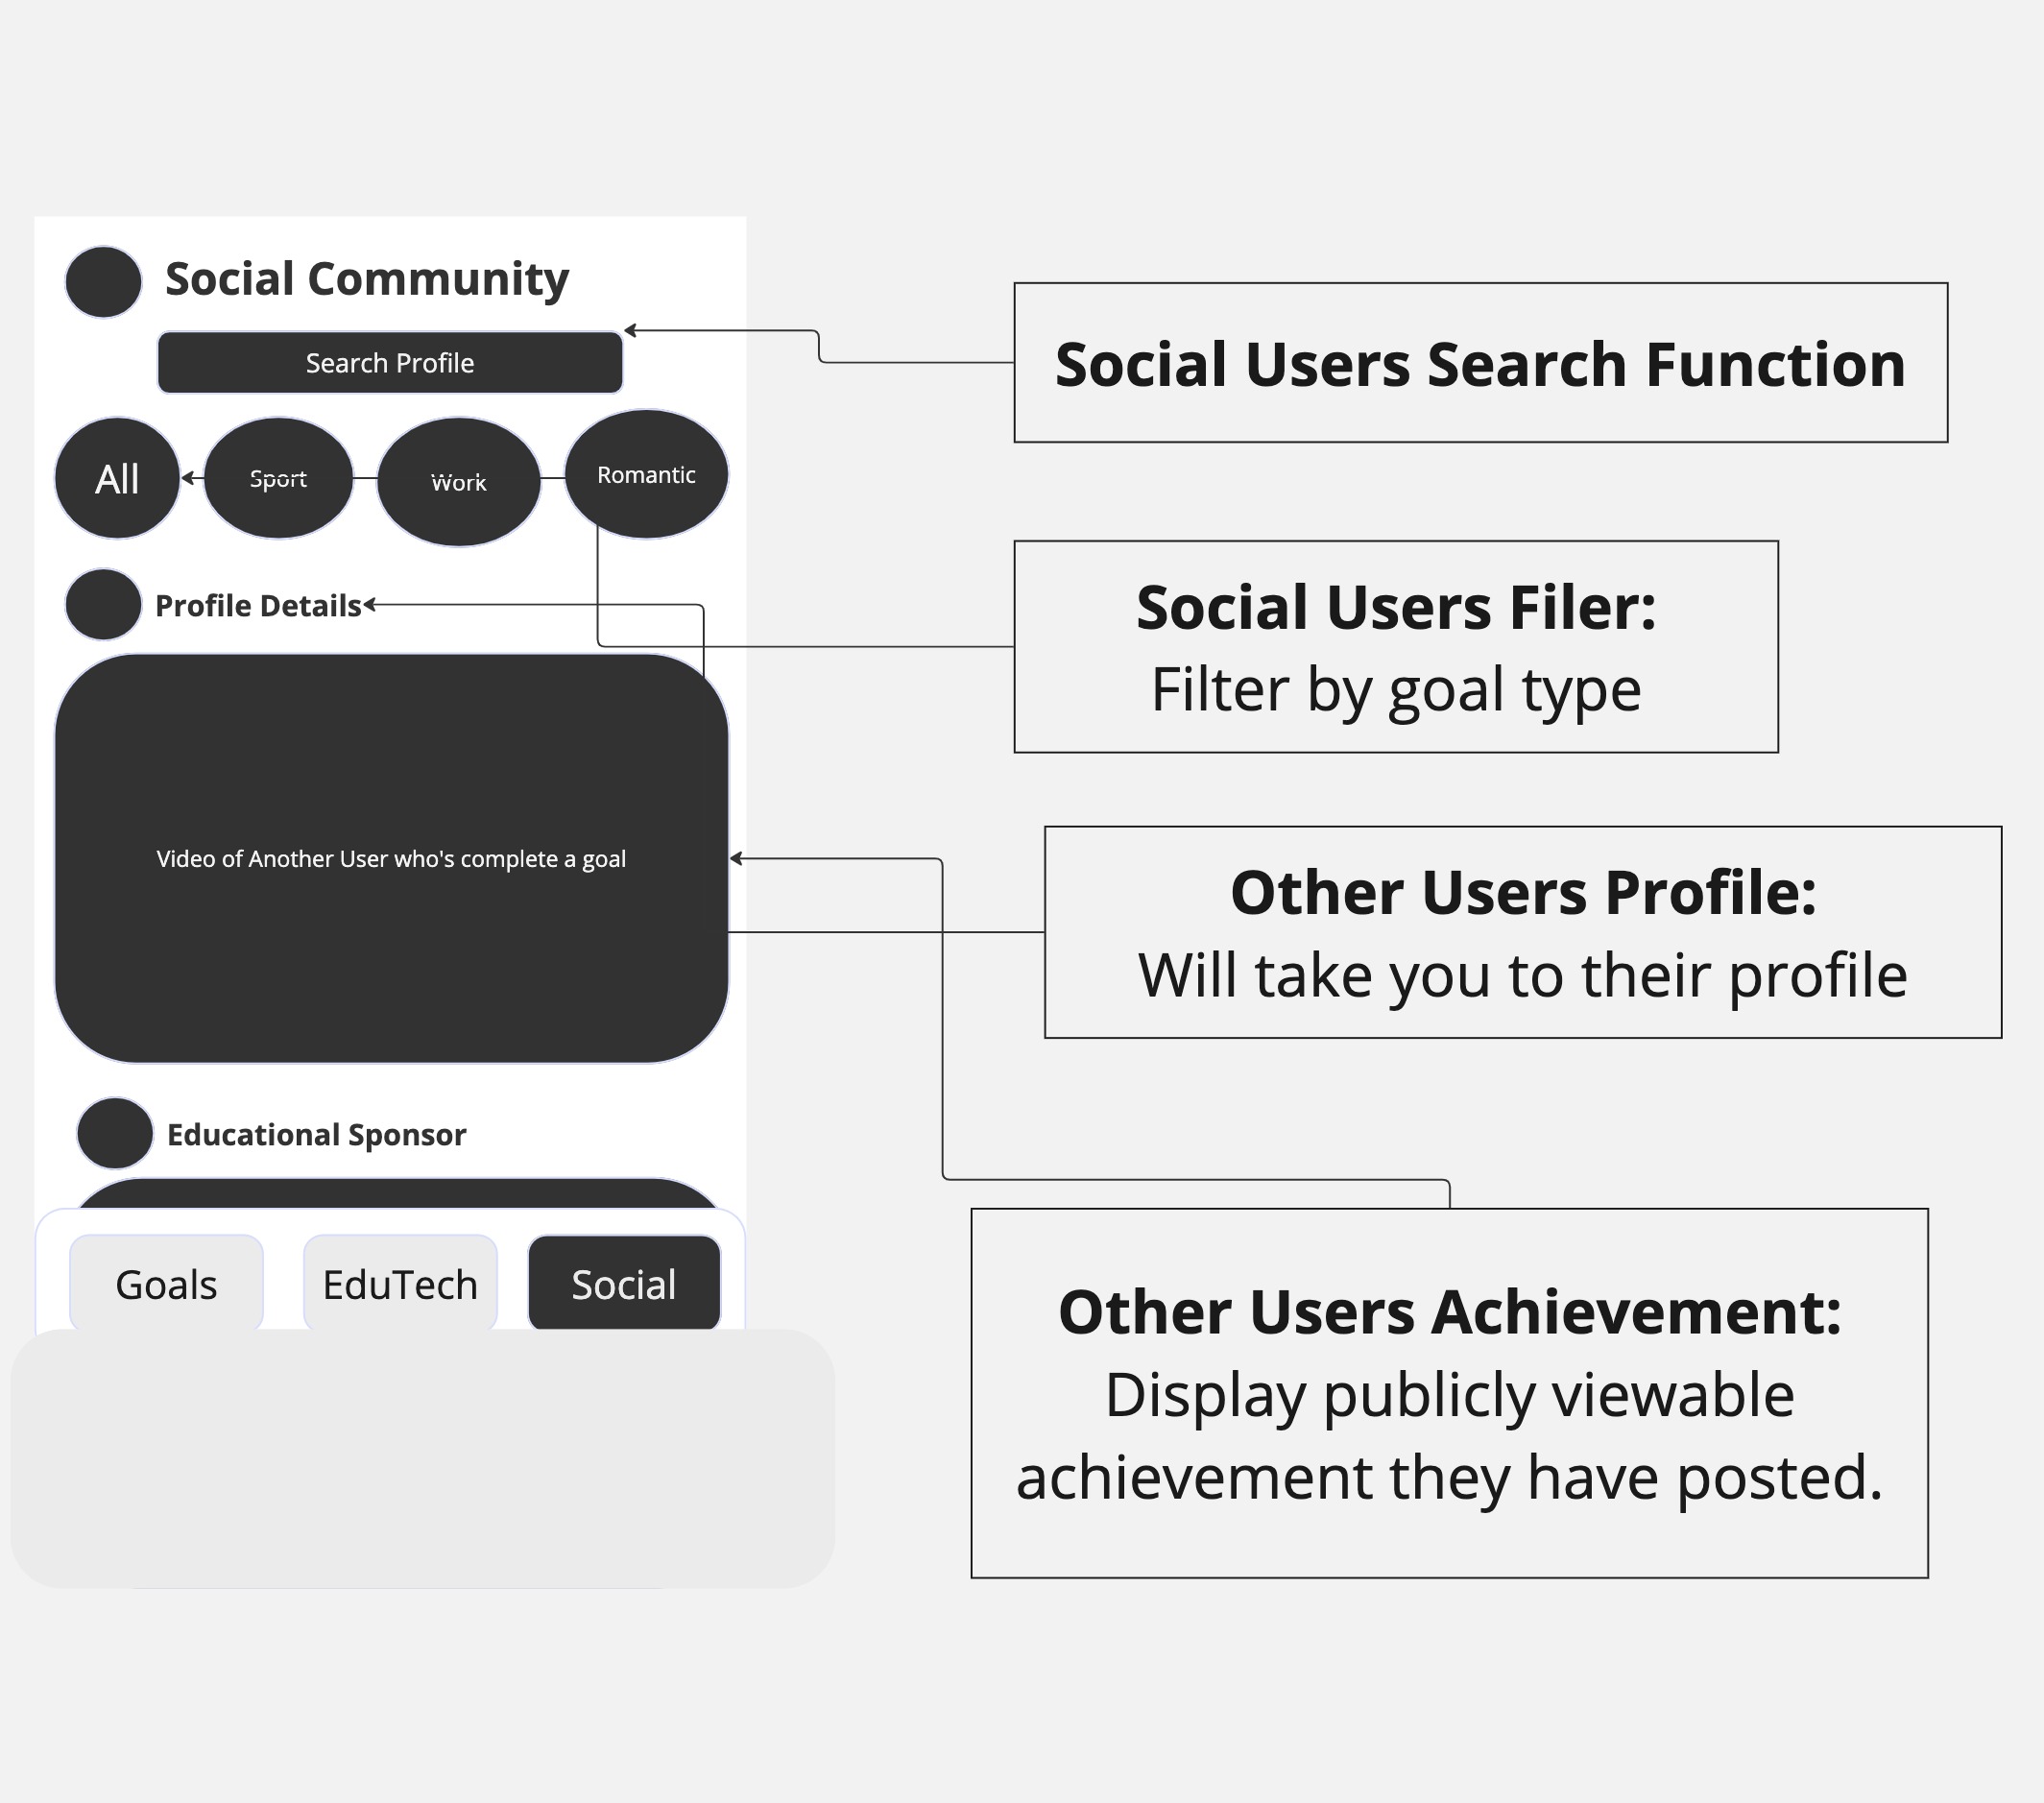 Social Community
Search Profile
All
Sport
Work
Romantic
Profile Details
Video of Another User who's complete a goal
Educational Sponsor
Goals
EduTech
Social
Social Users Search Function
Social Users Filer:
Filter by goal type
Other Users Profile:
Will take you to their profile
Other Users Achievement:
Display publicly viewable
achievement they have posted.